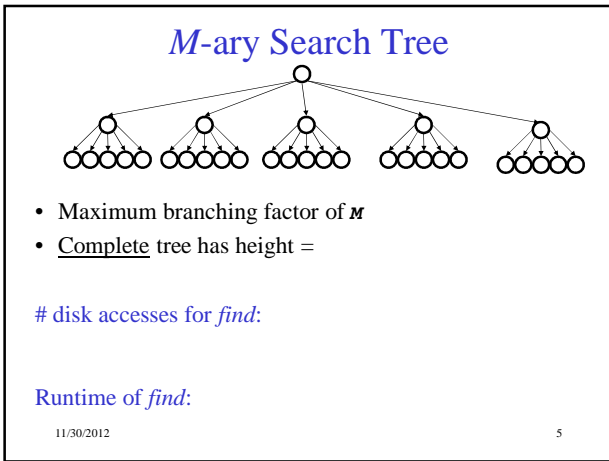 M-ary Search Tree
• Maximum branching factor of M
• Complete tree has height =
# disk accesses for find:
Runtime of find:
11/30/2012
5